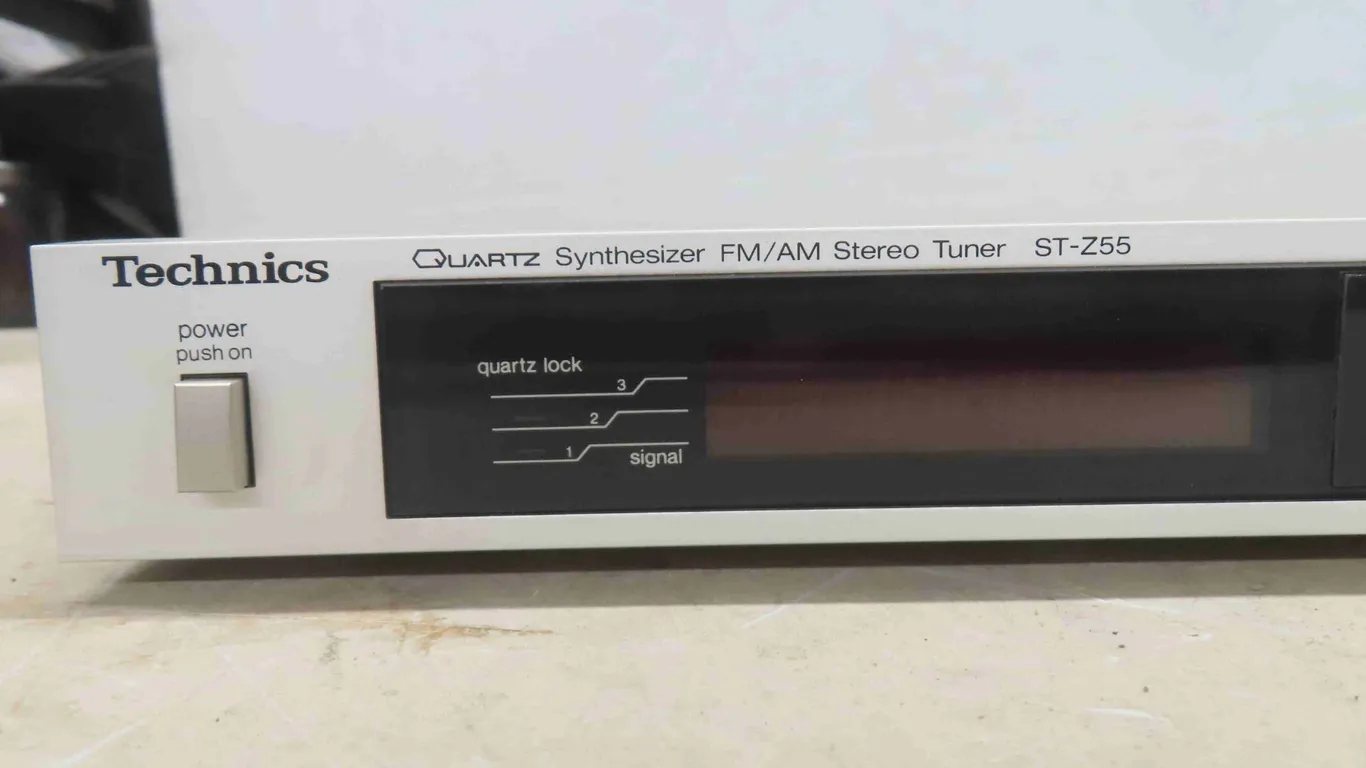 Technics
QUARTZ Synthesizer FM/AM Stereo Tuner ST-Z55
power
push on
quartz lock
3
2
1
signal